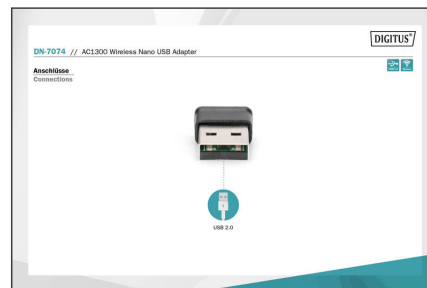 DIGITUS®
DN-7074 // AC1300 Wireless Nano USB Adapter
Anschlüsse
Connections
USB 2.0